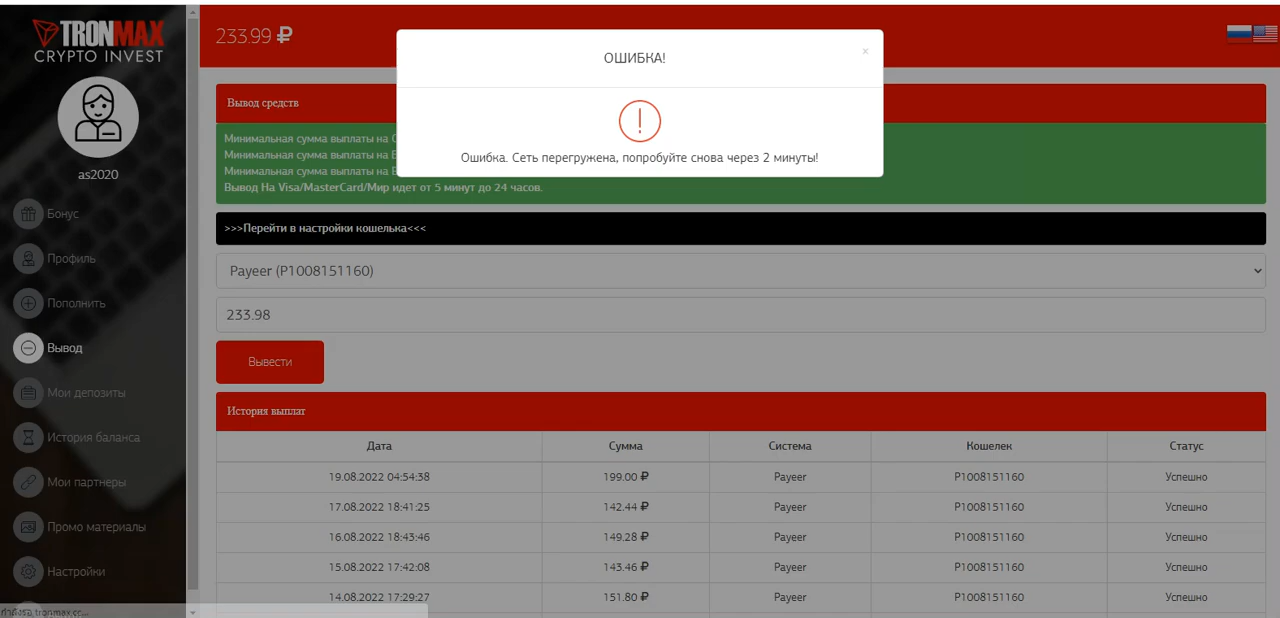 TRONMAX
CRYPTO INVEST
as2020
Бонус
Профиль
Пополнить
Вывод
Мои депозиты
История баланса
Мои партнеры
Промо материалы
Настройки
233.99 ₽
ОШИБКА!
×
Ошибка. Сеть перегружена, попробуйте снова через 2 минуты!
Вывод средств
Минимальная сумма выплаты на
Минимальная сумма выплаты на
Минимальная сумма выплаты на
Вывод На Visa/MasterCard/Мир идет от 5 минут до 24 часов.
>>>Перейти в настройки кошелька<<<
Payeer (P1008151160)
233.98
Вывести
История выплат
Дата Сумма Система Кошелек Статус
19.08.2022 04:54:38 199.00 ₽ Payeer P1008151160 Успешно
17.08.2022 18:41:25 142.44 ₽ Payeer P1008151160 Успешно
16.08.2022 18:43:46 149.28 ₽ Payeer P1008151160 Успешно
15.08.2022 17:42:08 143.46 ₽ Payeer P1008151160 Успешно
14.08.2022 17:29:27 151.80 ₽ Payeer P1008151160 Успешно